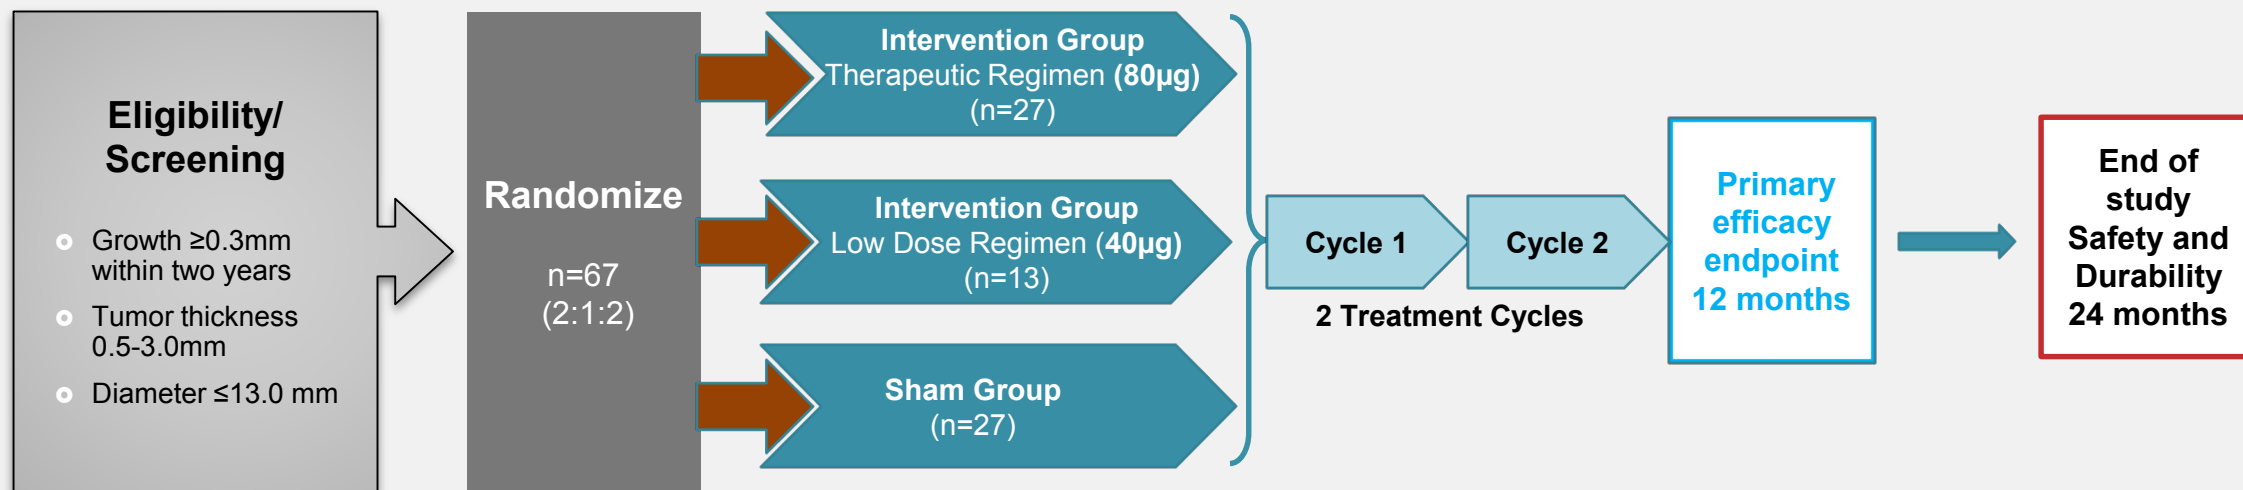 Eligibility/
Screening
Growth ≥0.3mm
within two years
Tumor thickness
0.5-3.0mm
Diameter ≤13.0 mm
Randomize
n=67
(2:1:2)
Intervention Group
Therapeutic Regimen (80µg)
(n=27)
Intervention Group
Low Dose Regimen (40µg)
(n=13)
Sham Group
(n=27)
Cycle 1
Cycle 2
2 Treatment Cycles
Primary
efficacy
endpoint
12 months
End of
study
Safety and
Durability
24 months